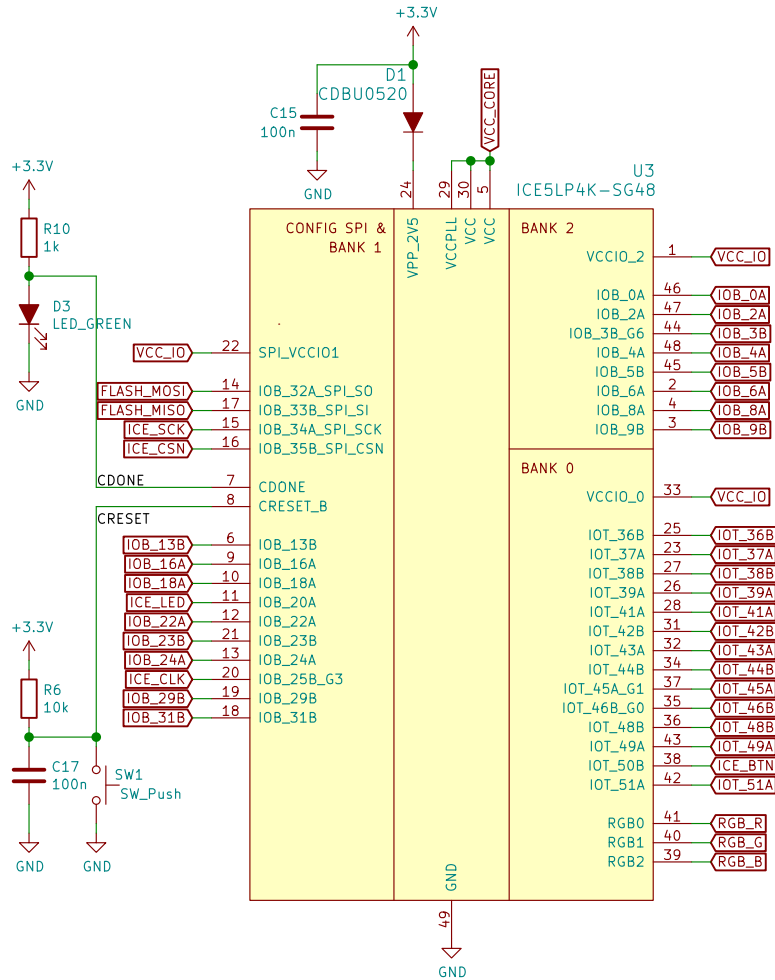 +3.3V
D1
CDBU0520
C15
100n
GND
VCC_CORE
+3.3V
R10
1k
D3
LED_GREEN
GND
U3
ICE5LP4K-SG48
24
29
30
5
CONFIG SPI &
BANK 1
VPP_2V5
VCCPLL
VCC
VCC
BANK 2
VCCIO_2 1 VCC_IO
IOB_0A 46 IOB_0A
IOB_2A 47 IOB_2A
IOB_3B_G6 44 IOB_3B
IOB_4A 48 IOB_4A
IOB_5B 45 IOB_5B
IOB_6A 2 IOB_6A
IOB_8A 4 IOB_8A
IOB_9B 3 IOB_9B
VCC_IO 22 SPI_VCCIO1
FLASH_MOSI 14 IOB_32A_SPI_SO
FLASH_MISO 17 IOB_33B_SPI_SI
ICE_SCK 15 IOB_34A_SPI_SCK
ICE_CSN 16 IOB_35B_SPI_CSN
CDONE 7 CDONE
CRESET 8 CRESET_B
IOB_13B 6 IOB_13B
IOB_16A 9 IOB_16A
IOB_18A 10 IOB_18A
ICE_LED 11 IOB_20A
IOB_22A 12 IOB_22A
IOB_23B 21 IOB_23B
IOB_24A 13 IOB_24A
ICE_CLK 20 IOB_25B_G3
IOB_29B 19 IOB_29B
IOB_31B 18 IOB_31B
BANK 0
VCCIO_0 33 VCC_IO
IOT_36B 25 IOT_36B
IOT_37A 23 IOT_37A
IOT_38B 27 IOT_38B
IOT_39A 26 IOT_39A
IOT_41A 28 IOT_41A
IOT_42B 31 IOT_42B
IOT_43A 32 IOT_43A
IOT_44B 34 IOT_44B
IOT_45A_G1 37 IOT_45A
IOT_46B_G0 35 IOT_46B
IOT_48B 36 IOT_48B
IOT_49A 43 IOT_49A
IOT_50B 38 ICE_BTN
IOT_51A 42 IOT_51A
RGB0 41 RGB_R
RGB1 40 RGB_G
RGB2 39 RGB_B
+3.3V
R6
10k
C17
100n
SW1
SW_Push
GND
GND
GND
49
GND